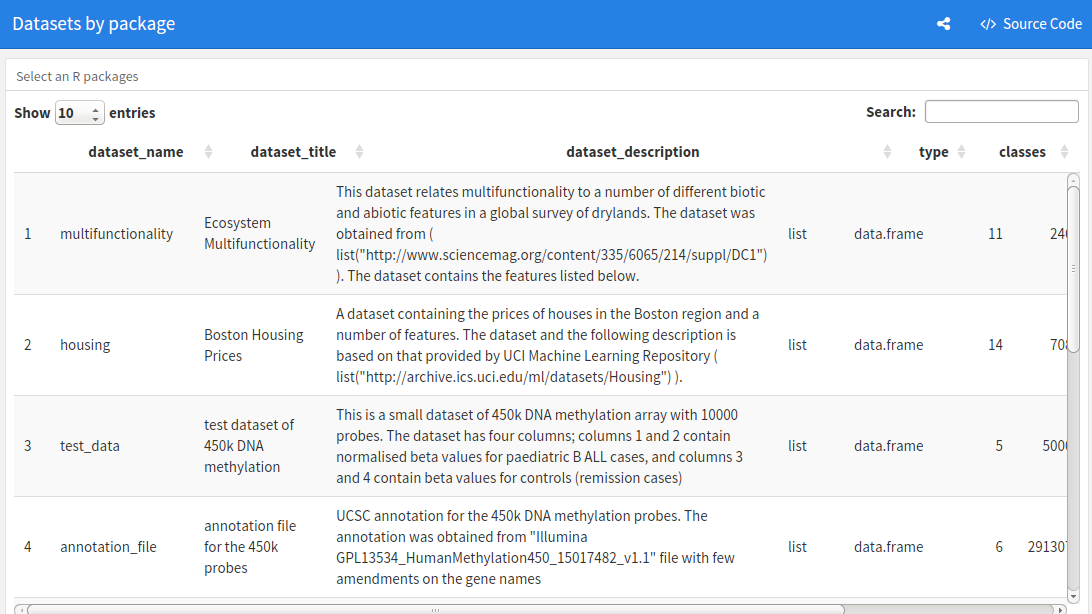 Datasets by package
</> Source Code
Select an R packages
Show 10 entries
Search:
dataset_name dataset_title dataset_description type classes
1 multifunctionality Ecosystem Multifunctionality
This dataset relates multifunctionality to a number of different biotic
and abiotic features in a global survey of drylands. The dataset was
obtained from (
list("http://www.sciencemag.org/content/335/6065/214/suppl/DC1")
). The dataset contains the features listed below.
list data.frame 11 240
2 housing Boston Housing Prices
A dataset containing the prices of houses in the Boston region and a
number of features. The dataset and the following description is
based on that provided by UCI Machine Learning Repository (
list("http://archive.ics.uci.edu/ml/datasets/Housing") ).
list data.frame 14 708
3 test_data test dataset of 450k DNA methylation
This is a small dataset of 450k DNA methylation array with 10000
probes. The dataset has four columns; columns 1 and 2 contain
normalised beta values for paediatric B ALL cases, and columns 3
and 4 contain beta values for controls (remission cases)
list data.frame 5 5000
4 annotation_file annotation file for the 450k probes
UCSC annotation for the 450k DNA methylation probes. The
annotation was obtained from "Illumina
GPL13534_HumanMethylation450_15017482_v1.1" file with few
amendments on the gene names
list data.frame 6 291307